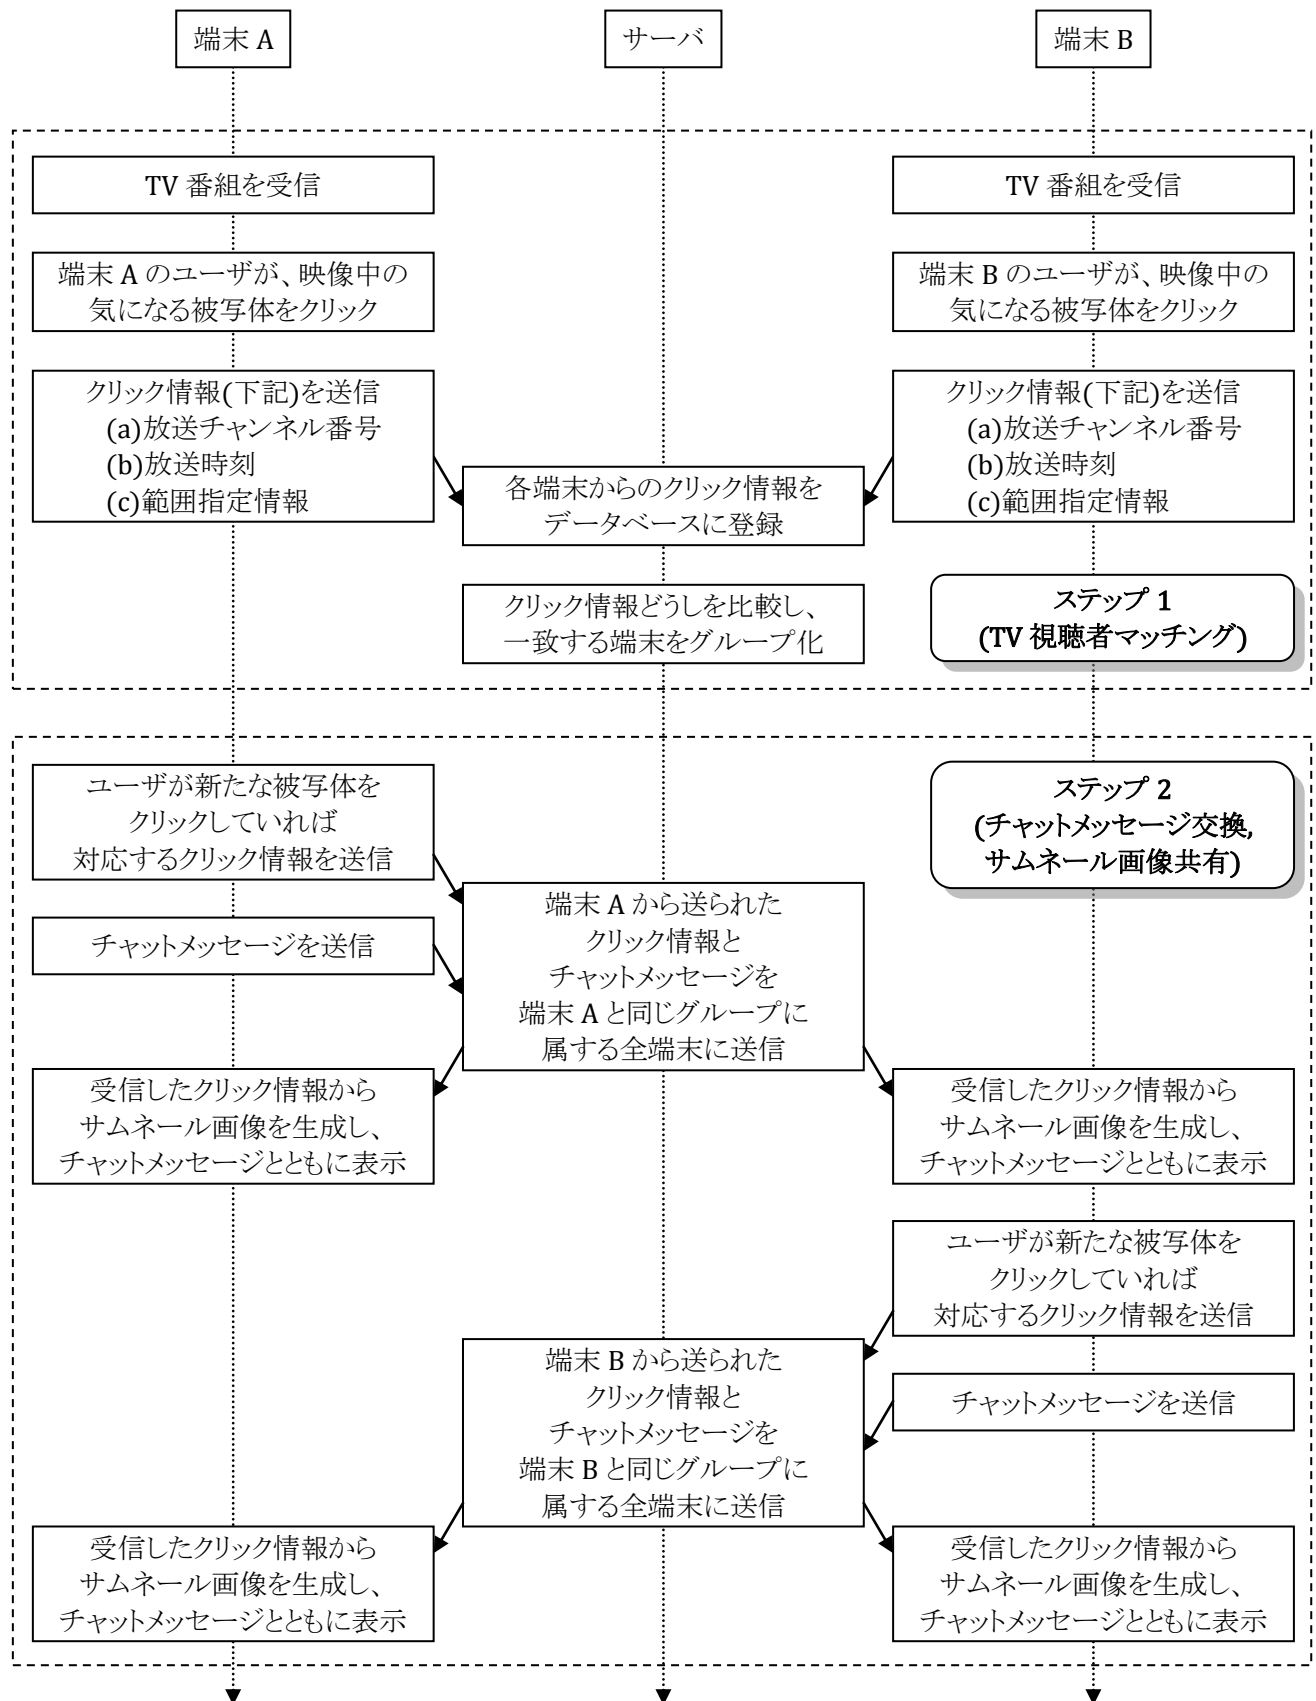 端末 A
サーバ
端末 B
TV 番組を受信
TV 番組を受信
端末 A のユーザが、映像中の
気になる被写体をクリック
端末 B のユーザが、映像中の
気になる被写体をクリック
クリック情報(下記)を送信
(a)放送チャンネル番号
(b)放送時刻
(c)範囲指定情報
クリック情報(下記)を送信
(a)放送チャンネル番号
(b)放送時刻
(c)範囲指定情報
各端末からのクリック情報を
データベースに登録
クリック情報どうしを比較し、
一致する端末をグループ化
ステップ 1
(TV 視聴者マッチング)
ユーザが新たな被写体を
クリックしていれば
対応するクリック情報を送信
ステップ 2
(チャットメッセージ交換,
サムネール画像共有)
チャットメッセージを送信
端末 A から送られた
クリック情報と
チャットメッセージを
端末 A と同じグループに
属する全端末に送信
受信したクリック情報から
サムネール画像を生成し、
チャットメッセージとともに表示
受信したクリック情報から
サムネール画像を生成し、
チャットメッセージとともに表示
ユーザが新たな被写体を
クリックしていれば
対応するクリック情報を送信
端末 B から送られた
クリック情報と
チャットメッセージを
端末 B と同じグループに
属する全端末に送信
チャットメッセージを送信
受信したクリック情報から
サムネール画像を生成し、
チャットメッセージとともに表示
受信したクリック情報から
サムネール画像を生成し、
チャットメッセージとともに表示